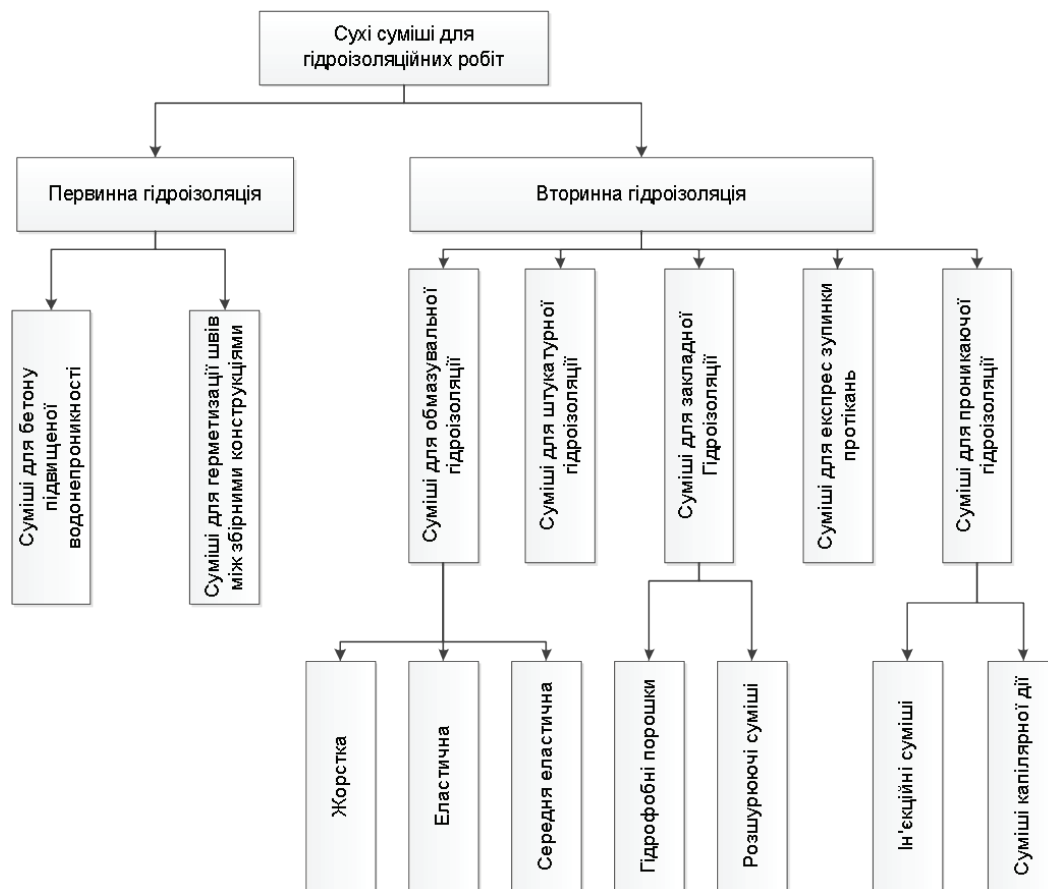 Сухі суміші для
гідроізоляційних робіт
Первинна гідроізоляція
Вторинна гідроізоляція
Суміші для бетону
підвищеної
водонепроникності
Суміші для герметизації швів
між збірними конструкціями
Суміші для обмазувальної
гідроізоляції
Суміші для штукатурної
гідроізоляції
Суміші для закладної
Гідроізоляції
Суміші для експрес зупинки
протікань
Суміші для проникаючої
гідроізоляції
Жорстка
Еластична
Середня еластична
Гідрофобні порошки
Розшурюючі суміші
Ін'єкційні суміші
Суміші капілярної дії